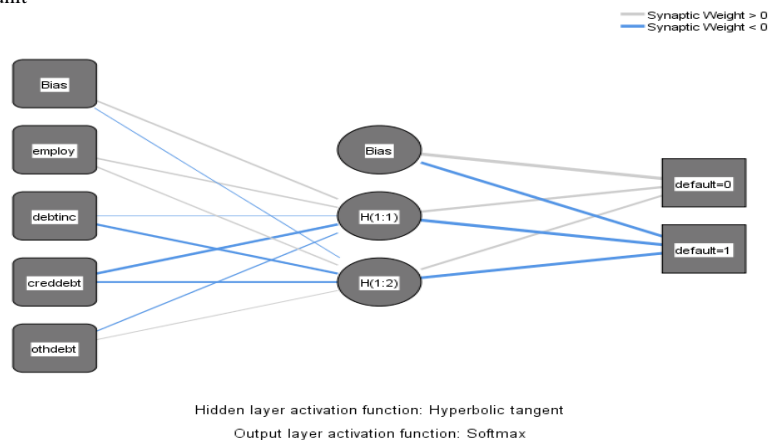 Synaptic Weight > 0
Synaptic Weight < 0
Bias
employ
debtinc
creddebt
othdebt
Bias
H(1:1)
H(1:2)
default=0
default=1
Hidden layer activation function: Hyperbolic tangent
Output layer activation function: Softmax